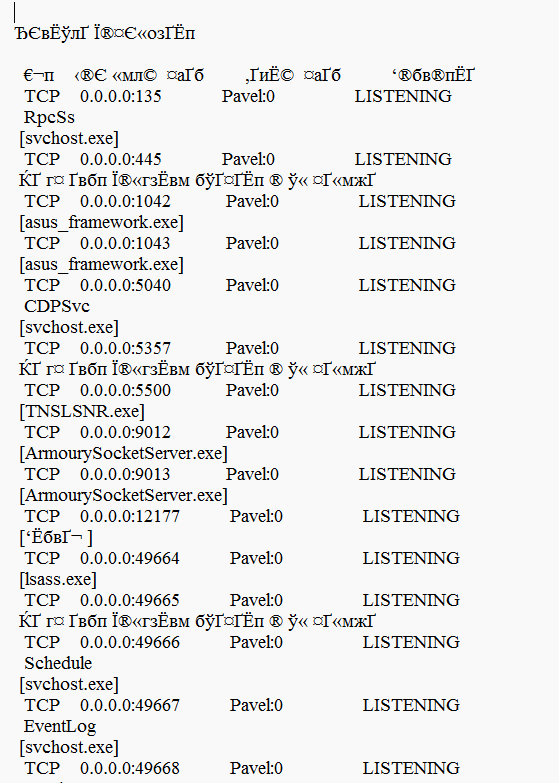 ЂЄвЁўлҐ Ї®¤Є«озҐЁп
€¬п ‹®Є «мл© ¤аҐб ‚ҐиЁ© ¤аҐб ‘®бв®пЁҐ
TCP 0.0.0.0:135 Pavel:0 LISTENING
RpcSs
[svchost.exe]
TCP 0.0.0.0:445 Pavel:0 LISTENING
ЌҐ г¤ Ґвбп Ї®«гзЁвм бўҐ¤ҐЁп ® ў« ¤Ґ«мжҐ
TCP 0.0.0.0:1042 Pavel:0 LISTENING
[asus_framework.exe]
TCP 0.0.0.0:1043 Pavel:0 LISTENING
[asus_framework.exe]
TCP 0.0.0.0:5040 Pavel:0 LISTENING
CDPSvc
[svchost.exe]
TCP 0.0.0.0:5357 Pavel:0 LISTENING
ЌҐ г¤ Ґвбп Ї®«гзЁвм бўҐ¤ҐЁп ® ў« ¤Ґ«мжҐ
TCP 0.0.0.0:5500 Pavel:0 LISTENING
[TNSLSNR.exe]
TCP 0.0.0.0:9012 Pavel:0 LISTENING
[ArmourySocketServer.exe]
TCP 0.0.0.0:9013 Pavel:0 LISTENING
[ArmourySocketServer.exe]
TCP 0.0.0.0:12177 Pavel:0 LISTENING
[‘ЁбвҐ¬ ]
TCP 0.0.0.0:49664 Pavel:0 LISTENING
[lsass.exe]
TCP 0.0.0.0:49665 Pavel:0 LISTENING
ЌҐ г¤ Ґвбп Ї®«гзЁвм бўҐ¤ҐЁп ® ў« ¤Ґ«мжҐ
TCP 0.0.0.0:49666 Pavel:0 LISTENING
Schedule
[svchost.exe]
TCP 0.0.0.0:49667 Pavel:0 LISTENING
EventLog
[svchost.exe]
TCP 0.0.0.0:49668 Pavel:0 LISTENING